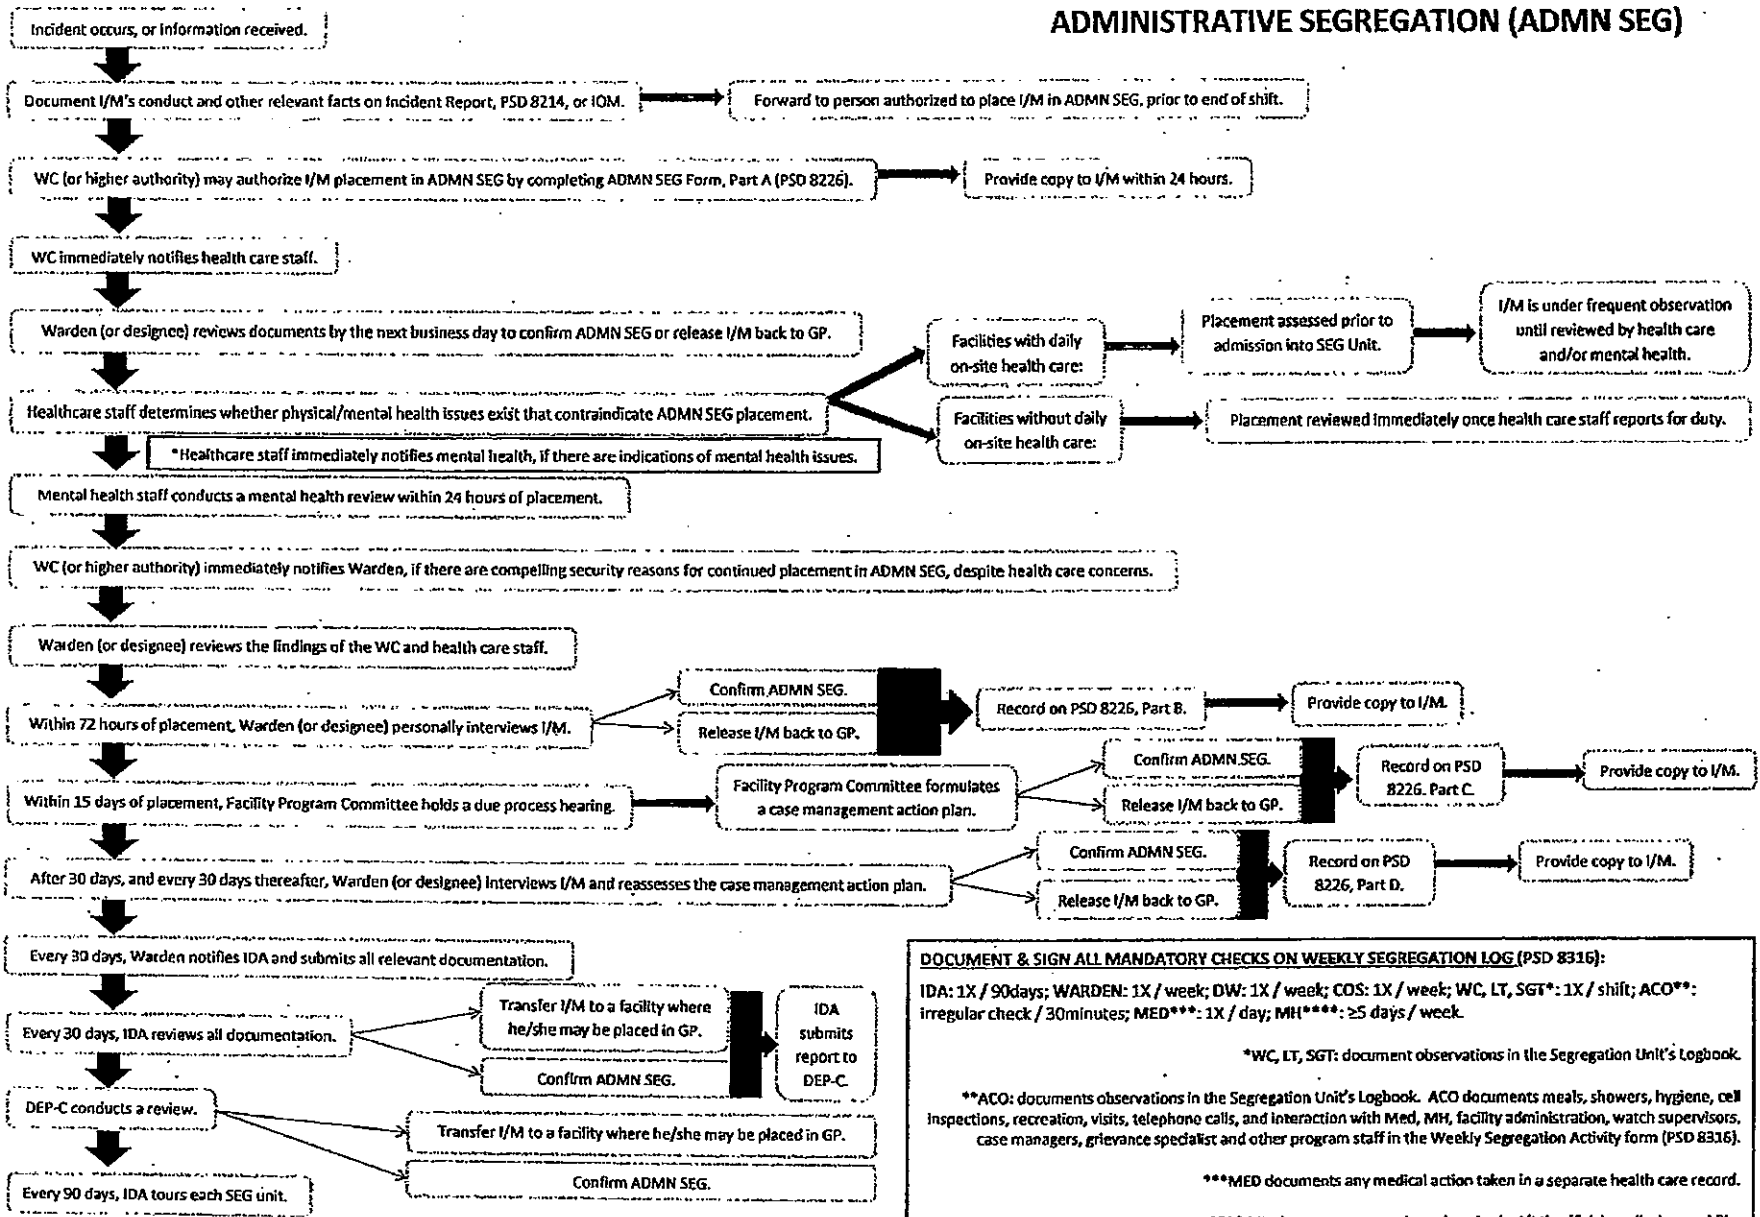 ADMINISTRATIVE SEGREGATION (ADMN SEG)
Incident occurs, or information received.
Document I/M's conduct and other relevant facts on Incident Report, PSD 8214, or IOM.
Forward to person authorized to place I/M in ADMN SEG, prior to end of shift.
WC (or higher authority) may authorize I/M placement in ADMN SEG by completing ADMN SEG Form, Part A (PSD 8226).
Provide copy to I/M within 24 hours.
WC immediately notifies health care staff.
Warden (or designee) reviews documents by the next business day to confirm ADMN SEG or release I/M back to GP.
Healthcare staff determines whether physical/mental health issues exist that contraindicate ADMN SEG placement.
Facilities with daily
on-site health care:
Placement assessed prior to
admission into SEG Unit.
I/M is under frequent observation
until reviewed by health care
and/or mental health.
Facilities without daily
on-site health care:
Placement reviewed immediately once health care staff reports for duty.
*Healthcare staff immediately notifies mental health, if there are indications of mental health issues.
Mental health staff conducts a mental health review within 24 hours of placement.
WC (or higher authority) immediately notifies Warden, if there are compelling security reasons for continued placement in ADMN SEG, despite health care concerns.
Warden (or designee) reviews the findings of the WC and health care staff.
Within 72 hours of placement, Warden (or designee) personally interviews I/M.
Confirm ADMN SEG.
Release I/M back to GP.
Record on PSD 8226, Part B.
Provide copy to I/M.
Within 15 days of placement, Facility Program Committee holds a due process hearing.
Facility Program Committee formulates
a case management action plan.
Confirm ADMN SEG.
Release I/M back to GP.
Record on PSD
8226. Part C.
Provide copy to I/M.
After 30 days, and every 30 days thereafter, Warden (or designee) interviews I/M and reassesses the case management action plan.
Confirm ADMN SEG.
Release I/M back to GP.
Record on PSD
8226, Part D.
Provide copy to I/M.
Every 30 days, Warden notifies IDA and submits all relevant documentation.
Every 30 days, IDA reviews all documentation.
Transfer I/M to a facility where
he/she may be placed in GP.
Confirm ADMN SEG.
IDA
submits
report to
DEP-C.
DEP-C conducts a review.
Transfer I/M to a facility where he/she may be placed in GP.
Confirm ADMN SEG.
Every 90 days, IDA tours each SEG unit.
DOCUMENT & SIGN ALL MANDATORY CHECKS ON WEEKLY SEGREGATION LOG (PSD 8316):
IDA: 1X / 90days; WARDEN: 1X / week; DW: 1X / week; COS: 1X / week; WC, LT, SGT*: 1X / shift; ACO**:
irregular check / 30minutes; MED***: 1X / day; MH****: ≥5 days / week.
*WC, LT, SGT: document observations in the Segregation Unit's Logbook.
**ACO: documents observations in the Segregation Unit's Logbook. ACO documents meals, showers, hygiene, cell
inspections, recreation, visits, telephone calls, and interaction with Med, MH, facility administration, watch supervisors,
case managers, grievance specialist and other program staff in the Weekly Segregation Activity form (PSD 8316).
***MED documents any medical action taken in a separate health care record.